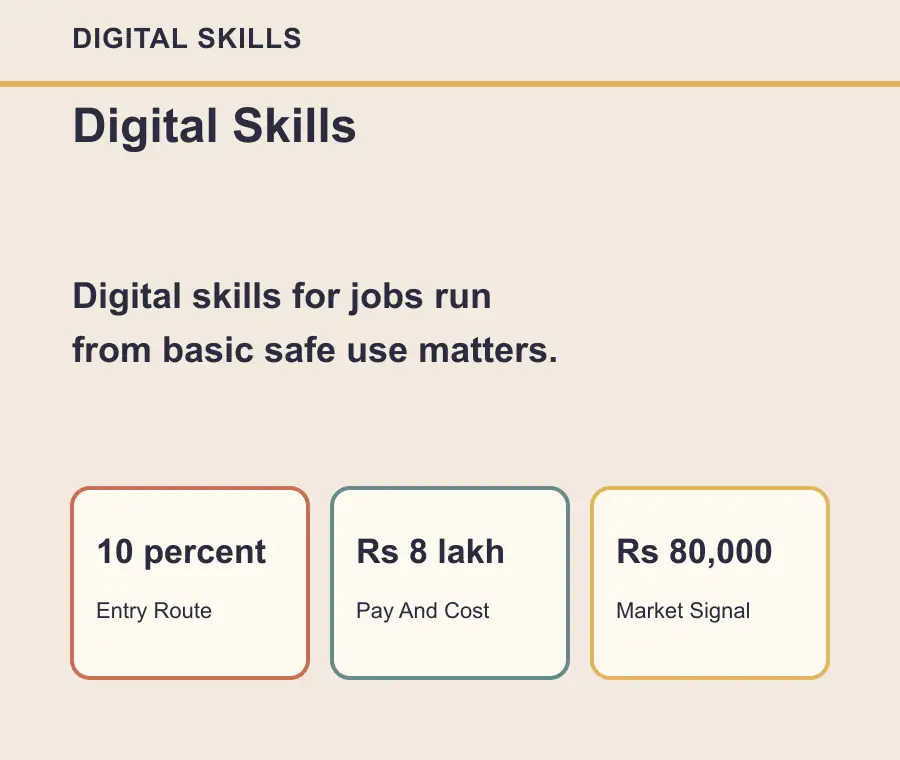 DIGITAL SKILLS
Digital Skills
Digital skills for jobs run
from basic safe use matters.
10 percent
Entry Route
Rs 8 lakh
Pay And Cost
Rs 80,000
Market Signal